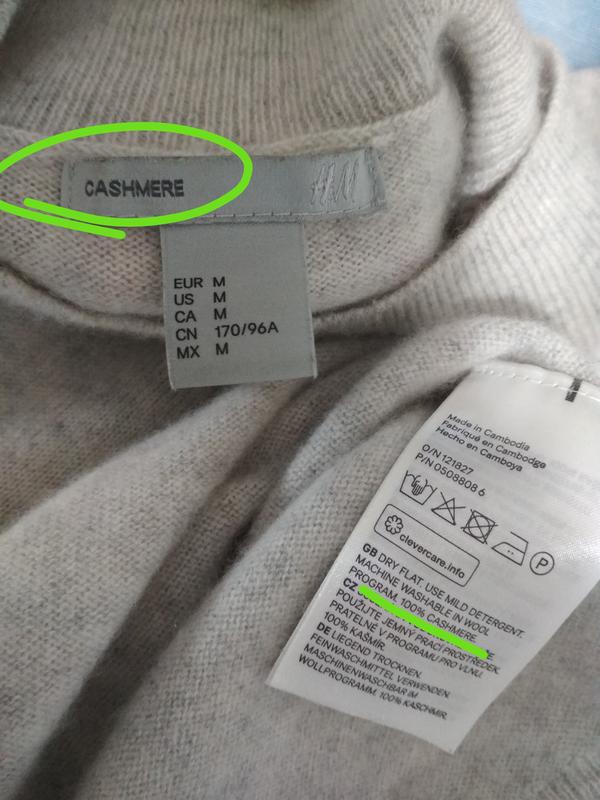 CASHMERE H&M
EUR M
US M
CA M
CN 170/96A
MX M
Made in Cambodia
Fabriqué en Cambodge
Hecho en Camboya
O/N 121827
P/N 0508808 6
P
clevercare.info
GB DRY FLAT. USE MILD DETERGENT.
MACHINE WASHABLE IN WOOL
PROGRAM. 100% CASHMERE.
CZ
POUŽIJTE JEMNÝ PRACÍ PROSTŘEDEK.
PRATELNÉ V PROGRAMU PRO VLNU.
100% KAŠMÍR.
DE LIEGEND TROCKNEN.
FEINWASCHMITTEL VERWENDEN.
MASCHINENWASCHBAR IM
WOLLPROGRAMM. 100% KASCHMIR.